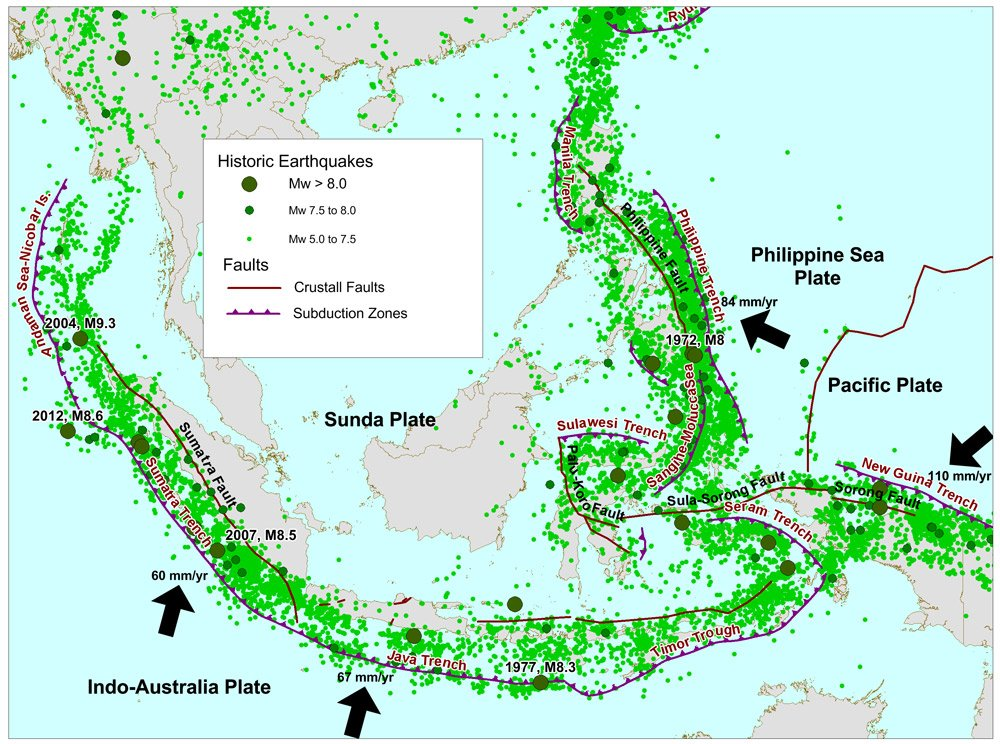 Ryu
Manila Trench
Historic Earthquakes
Mw > 8.0
Mw 7.5 to 8.0
Mw 5.0 to 7.5
Faults
Crustall Faults
Subduction Zones
Andaman Sea-Nicobar Is.
Philippine Fault
Philippine Trench
Philippine Sea
Plate
84 mm/yr
2004, M9.3
1972, M8
Pacific Plate
2012, M8.6
Sunda Plate
Sulawesi Trench
Sangihe-MoluccaSea
Sumatra Fault
Sumatra Trench
Palu-KoroFault
New Guina Trench
110 mm/yr
Sula-Sorong Fault
Sorong Fault
Seram Trench
2007, M8.5
60 mm/yr
Java Trench
Timor Trough
1977, M8.3
67 mm/yr
Indo-Australia Plate